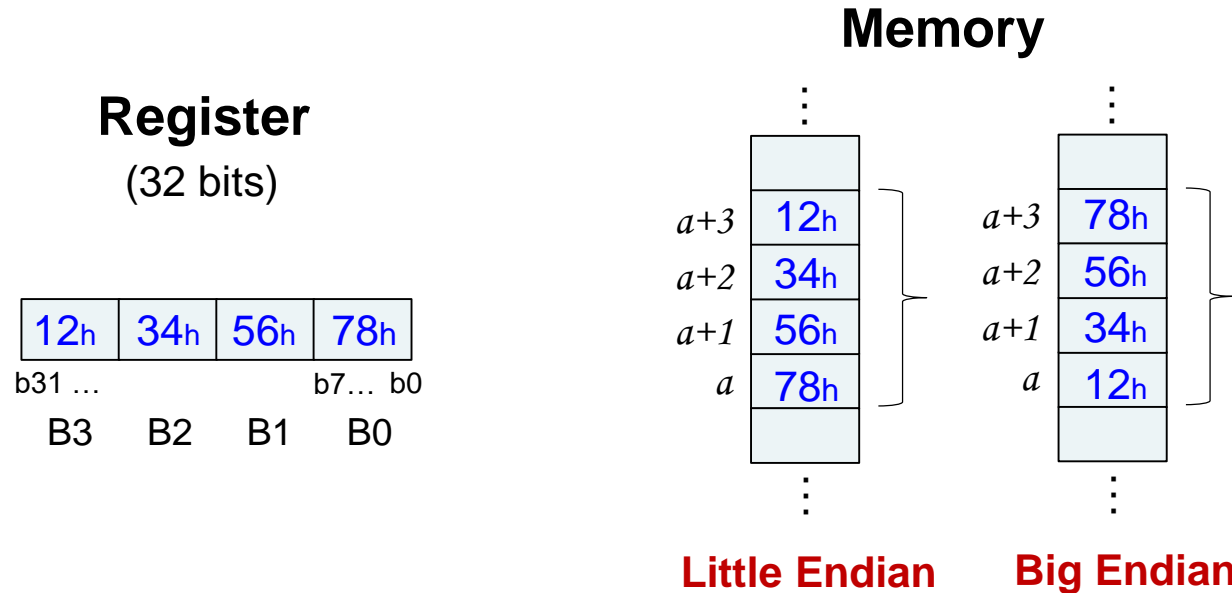 Memory
Register
(32 bits)
⋮ ⋮
a+3 12h a+3 78h
a+2 34h a+2 56h
a+1 56h a+1 34h
a 78h a 12h
12h 34h 56h 78h
b31 … b7… b0
B3 B2 B1 B0
⋮ ⋮
Little Endian Big Endian